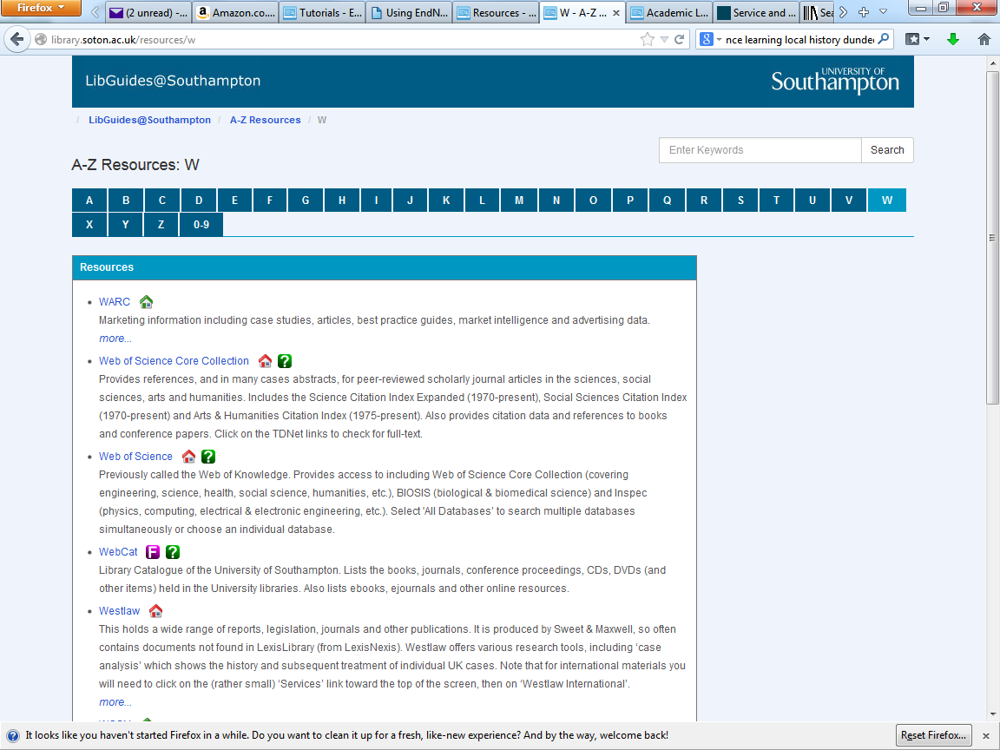 Firefox
(2 unread) -...
Amazon.co....
Tutorials - E...
Using EndN...
Resources - ...
W - A-Z ...
Academic L...
Service and ...
Sea
library.soton.ac.uk/resources/w
nce learning local history dunde
LibGuides@Southampton
UNIVERSITY OF
Southampton
/ LibGuides@Southampton / A-Z Resources / W
Enter Keywords
Search
A-Z Resources: W
A B C D E F G H I J K L M N O P Q R S T U V W
X Y Z 0-9
Resources
WARC
Marketing information including case studies, articles, best practice guides, market intelligence and advertising data.
more...
Web of Science Core Collection ?
Provides references, and in many cases abstracts, for peer-reviewed scholarly journal articles in the sciences, social
sciences, arts and humanities. Includes the Science Citation Index Expanded (1970-present), Social Sciences Citation Index
(1970-present) and Arts & Humanities Citation Index (1975-present). Also provides citation data and references to books
and conference papers. Click on the TDNet links to check for full-text.
Web of Science ?
Previously called the Web of Knowledge. Provides access to including Web of Science Core Collection (covering
engineering, science, health, social science, humanities, etc.), BIOSIS (biological & biomedical science) and Inspec
(physics, computing, electrical & electronic engineering, etc.). Select 'All Databases' to search multiple databases
simultaneously or choose an individual database.
WebCat F ?
Library Catalogue of the University of Southampton. Lists the books, journals, conference proceedings, CDs, DVDs (and
other items) held in the University libraries. Also lists ebooks, ejournals and other online resources.
Westlaw
This holds a wide range of reports, legislation, journals and other publications. It is produced by Sweet & Maxwell, so often
contains documents not found in LexisLibrary (from LexisNexis). Westlaw offers various research tools, including ‘case
analysis’ which shows the history and subsequent treatment of individual UK cases. Note that for international materials you
will need to click on the (rather small) ‘Services’ link toward the top of the screen, then on ‘Westlaw International’.
more...
It looks like you haven't started Firefox in a while. Do you want to clean it up for a fresh, like-new experience? And by the way, welcome back!
Reset Firefox...